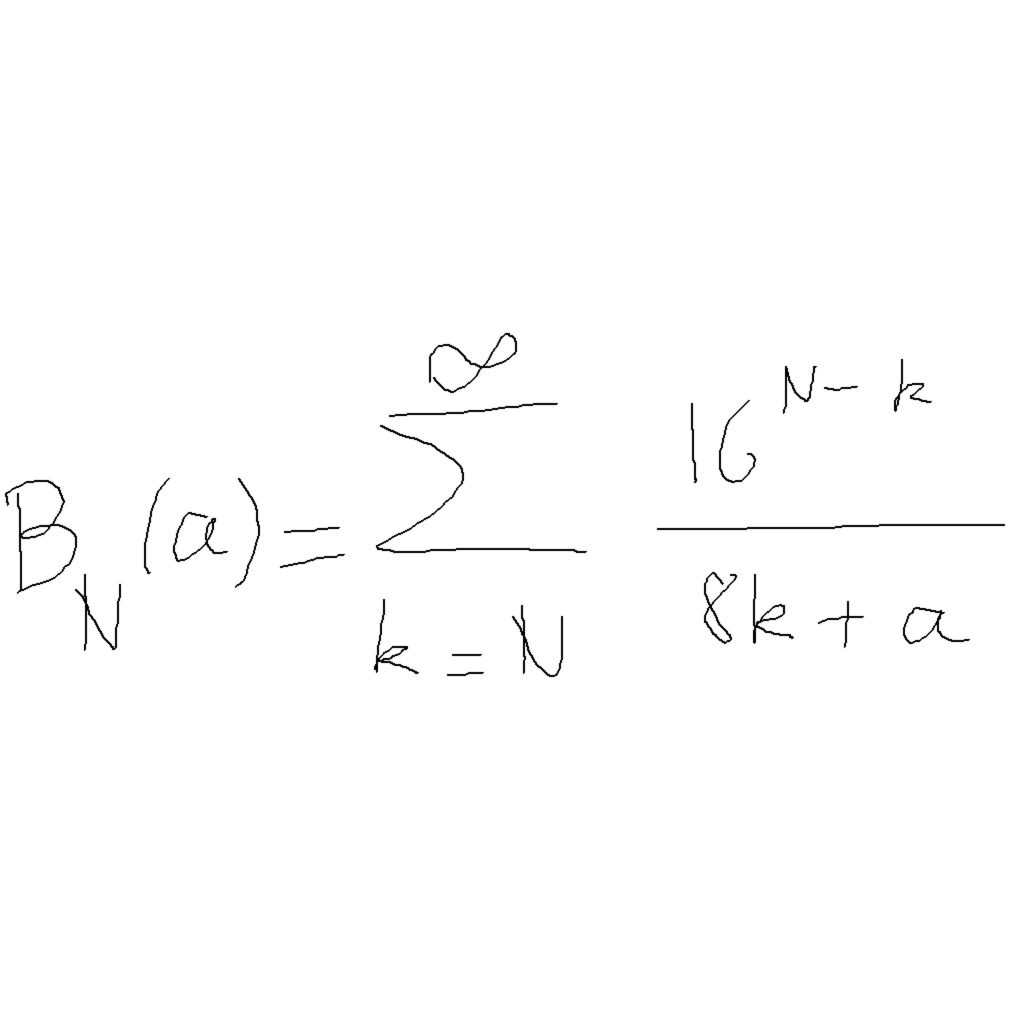 B_N(a) = \sum_{k=N}^{\infty} \frac{16^{N-k}}{8k+a}